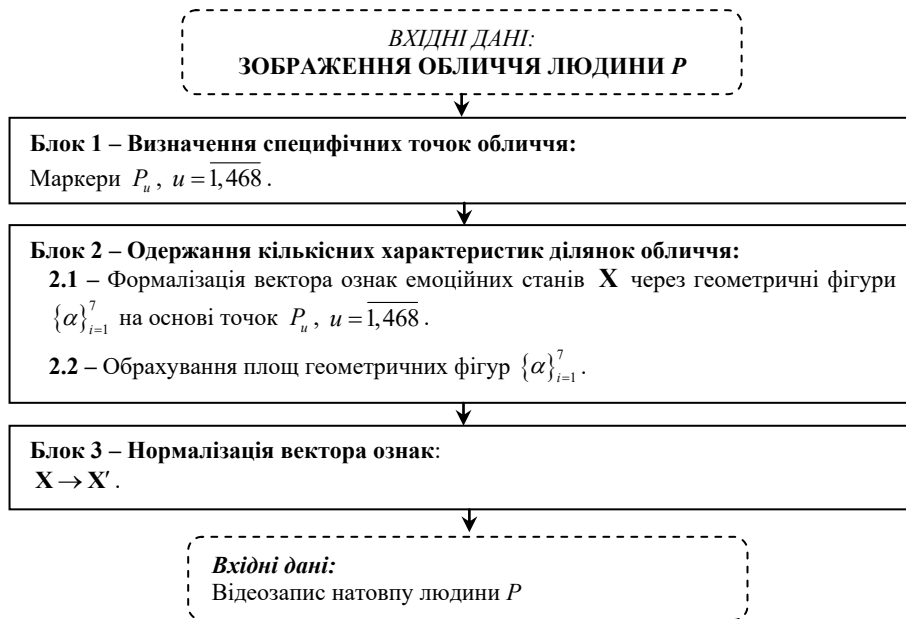 ВХІДНІ ДАНІ:
ЗОБРАЖЕННЯ ОБЛИЧЧЯ ЛЮДИНИ P
Блок 1 – Визначення специфічних точок обличчя:
Маркери P_u , u = \overline{1,468} .
Блок 2 – Одержання кількісних характеристик ділянок обличчя:
2.1 – Формалізація вектора ознак емоційних станів X через геометричні фігури
{α}_{i=1}^{7} на основі точок P_u , u = \overline{1,468} .
2.2 – Обрахування площ геометричних фігур {α}_{i=1}^{7} .
Блок 3 – Нормалізація вектора ознак:
X → X′ .
Вхідні дані:
Відеозапис натовпу людини P